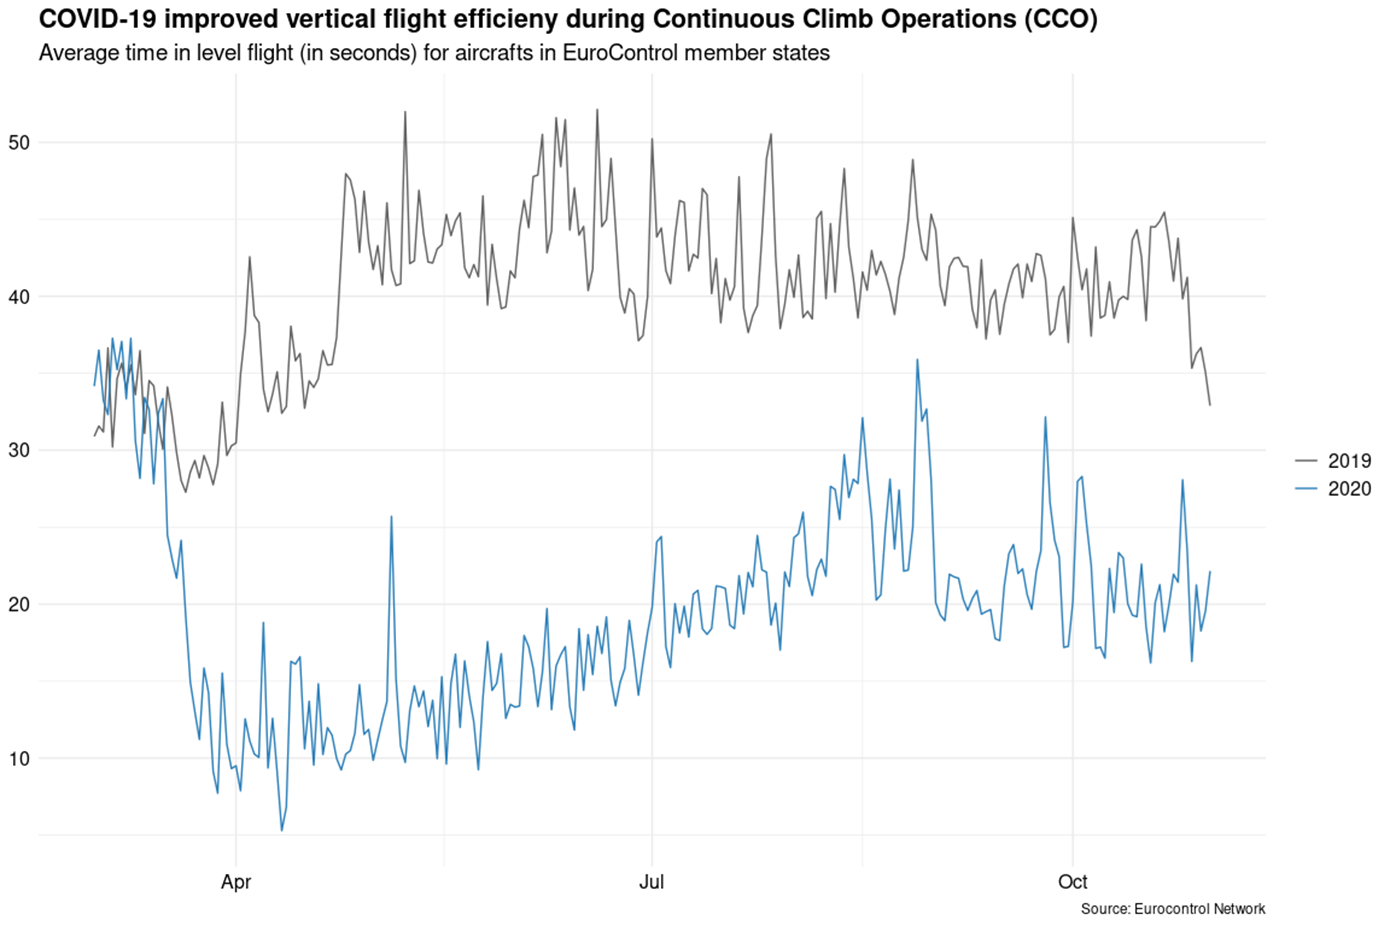 COVID-19 improved vertical flight efficieny during Continuous Climb Operations (CCO)
Average time in level flight (in seconds) for aircrafts in EuroControl member states
50
40
30
20
10
2019
2020
Apr
Jul
Oct
Source: Eurocontrol Network